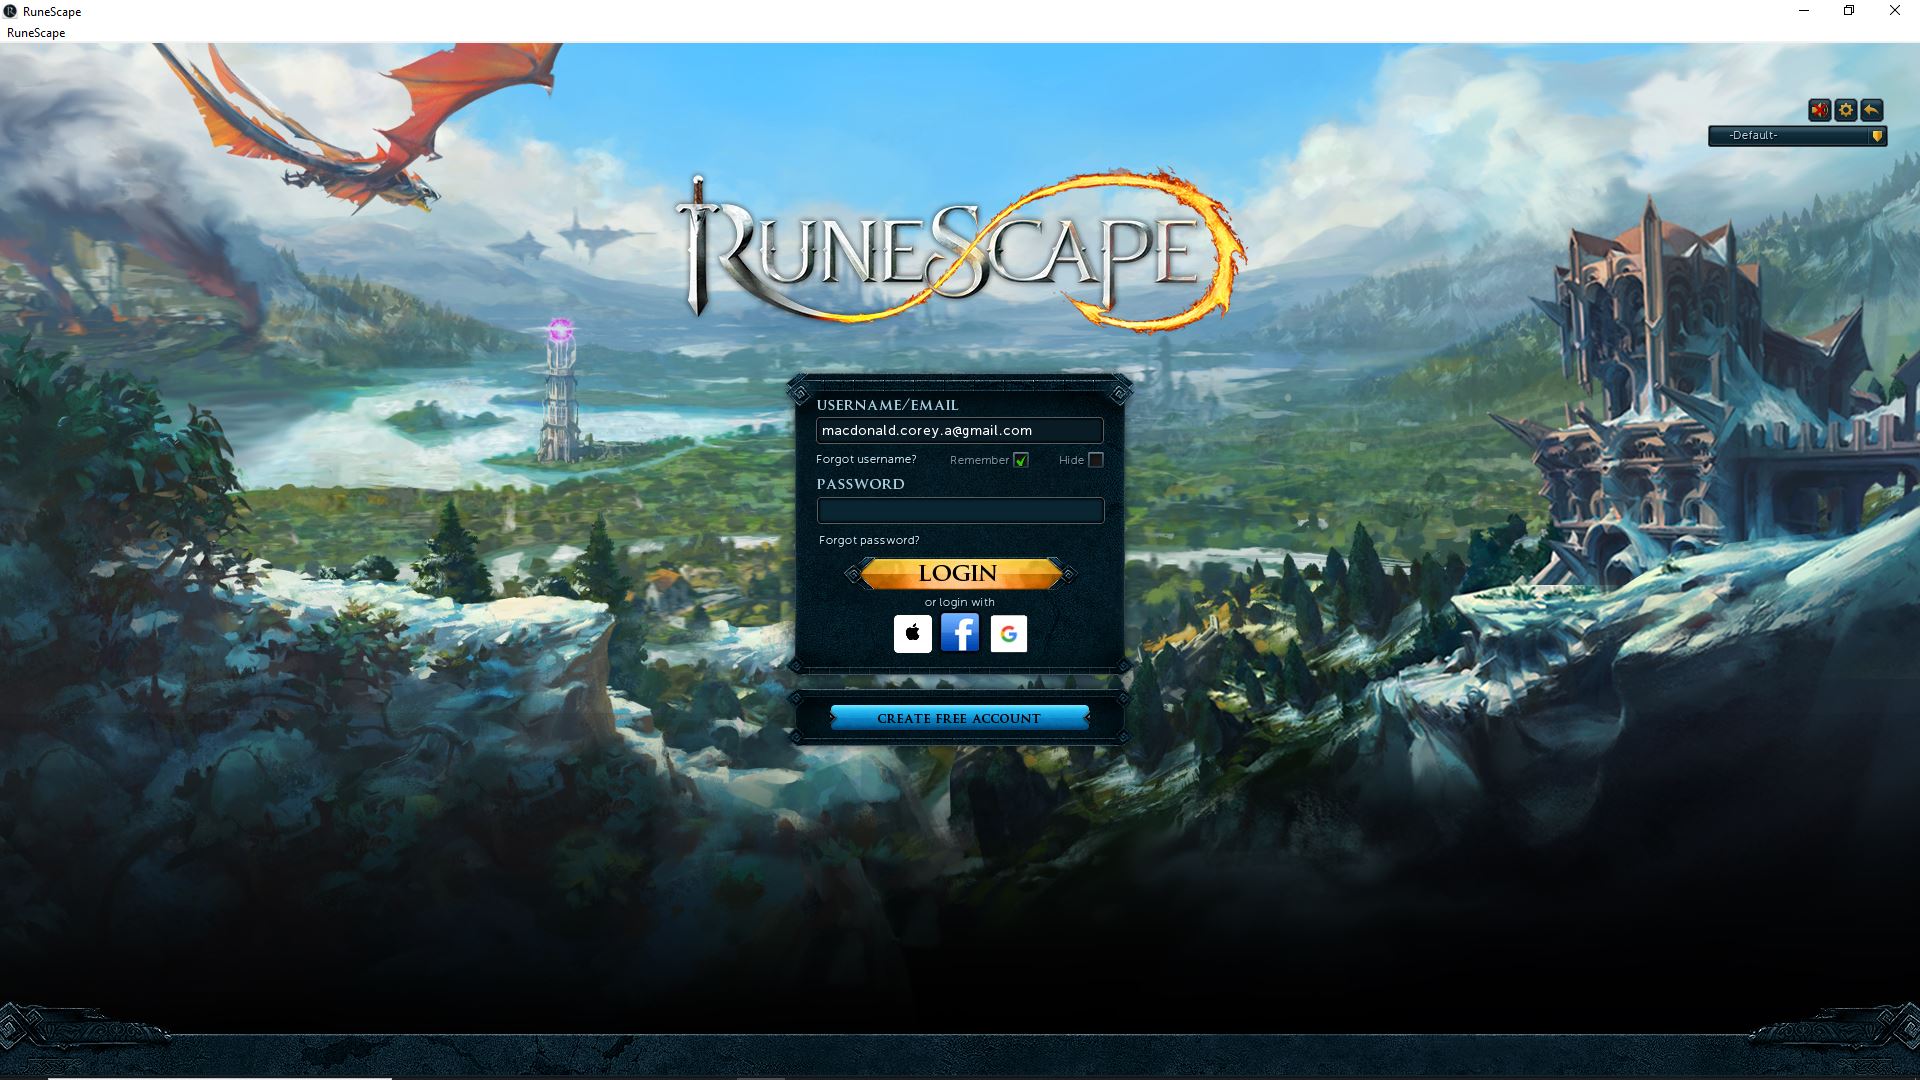 RuneScape
RuneScape
-Default-
RUNESCAPE
USERNAME/EMAIL
macdonald.corey.a@gmail.com
Forgot username? Remember Hide
PASSWORD
Forgot password?
LOGIN
or login with
CREATE FREE ACCOUNT